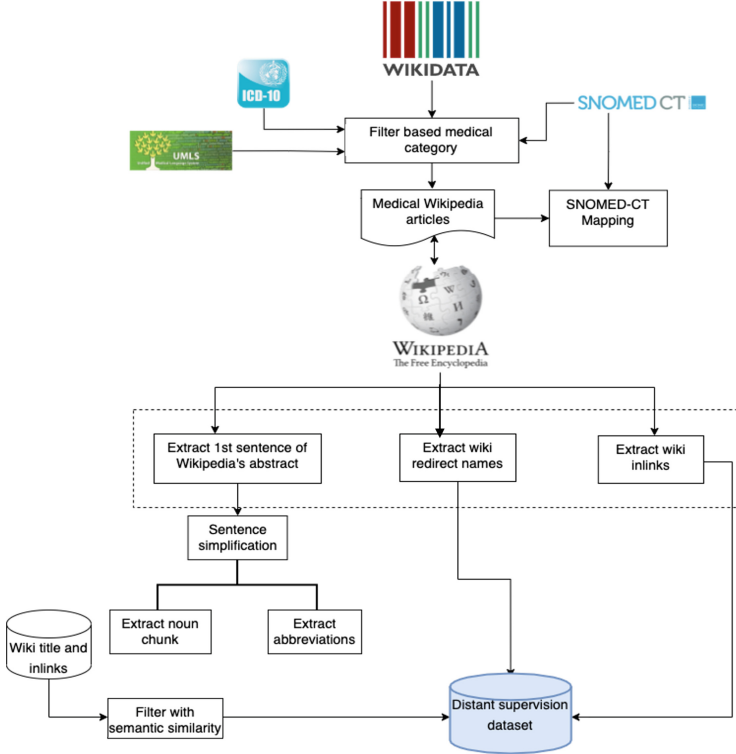 WIKIDATA
ICD-10
SNOMED CT
UMLS
Filter based medical
category
Medical Wikipedia
articles
SNOMED-CT
Mapping
Ω
W
И
WIKIPEDIA
The Free Encyclopedia
Extract 1st sentence of
Wikipedia's abstract
Extract wiki
redirect names
Extract wiki
inlinks
Sentence
simplification
Extract noun
chunk
Extract
abbreviations
Wiki title and
inlinks
Filter with
semantic similarity
Distant supervision
dataset